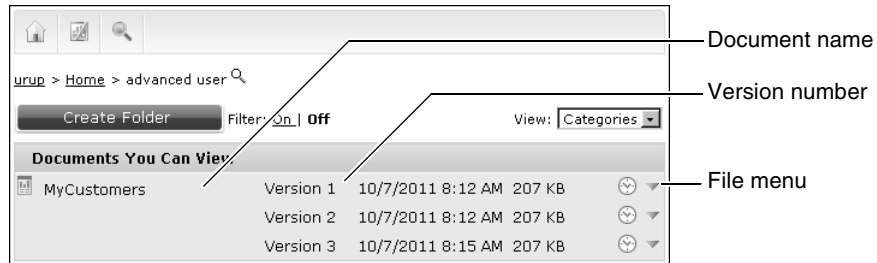 Document name
urup > Home > advanced user
Version number
Create Folder Filter: On | Off View: Categories
Documents You Can View
MyCustomers Version 1 10/7/2011 8:12 AM 207 KB File menu
Version 2 10/7/2011 8:12 AM 207 KB
Version 3 10/7/2011 8:15 AM 207 KB